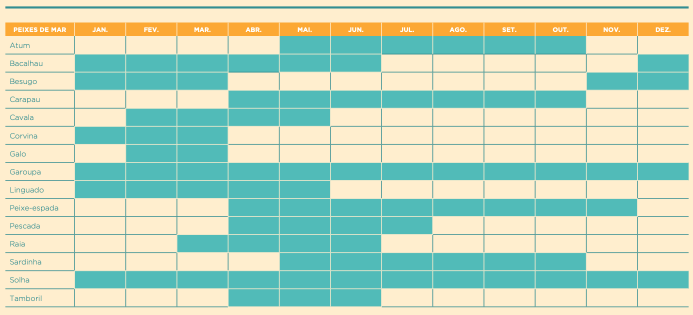 PEIXES DE MAR JAN. FEV. MAR. ABR. MAI. JUN. JUL. AGO. SET. OUT. NOV. DEZ.
Atum
Bacalhau
Besugo
Carapau
Cavala
Corvina
Galo
Garoupa
Linguado
Peixe-espada
Pescada
Raia
Sardinha
Solha
Tamboril